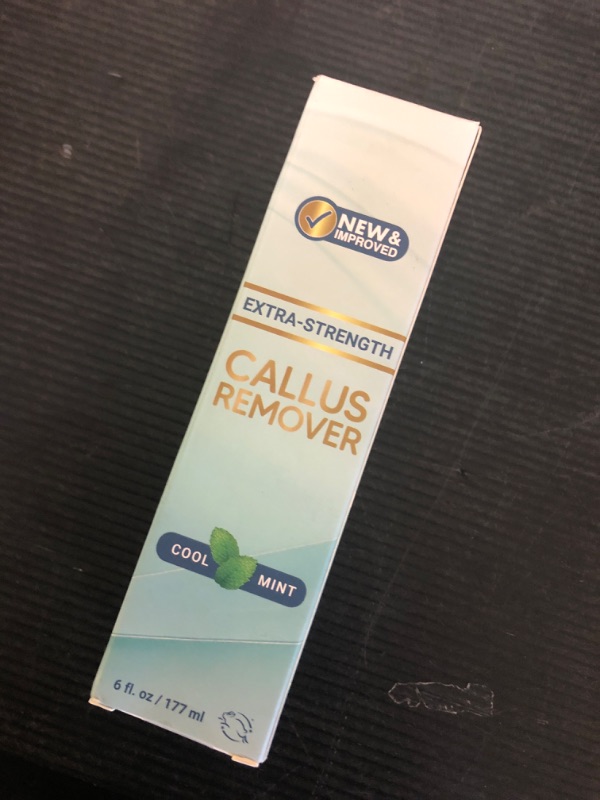 NEW &
IMPROVED
EXTRA-STRENGTH
CALLUS
REMOVER
COOL MINT
6 fl. oz / 177 ml